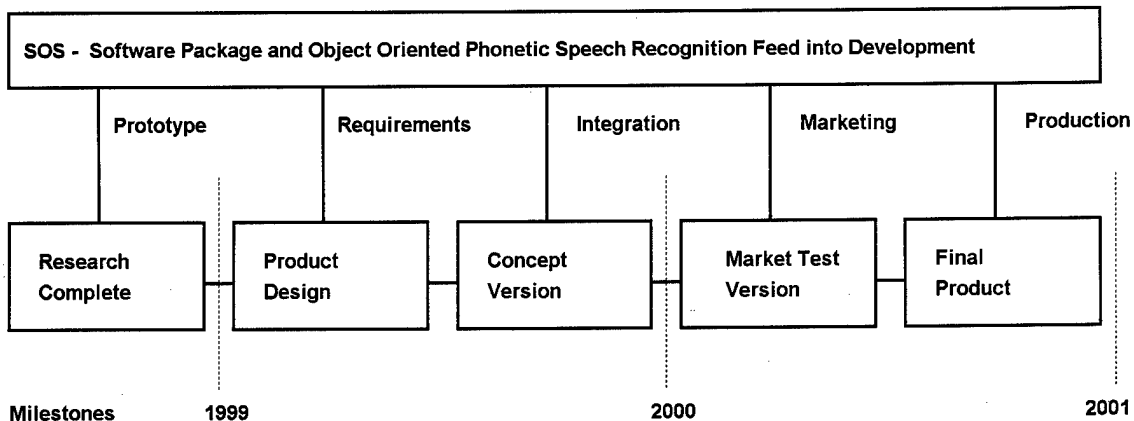 SOS - Software Package and Object Oriented Phonetic Speech Recognition Feed into Development
Prototype
Requirements
Integration
Marketing
Production
Research
Complete
Product
Design
Concept
Version
Market Test
Version
Final
Product
Milestones
1999
2000
2001